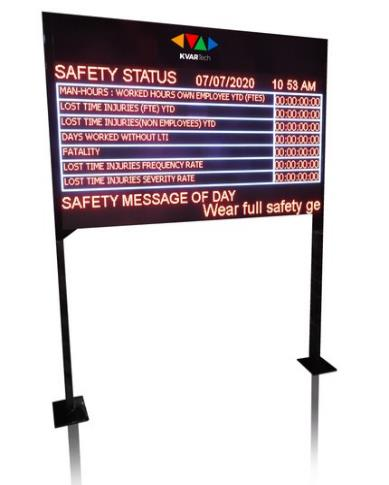 KVARTech
SAFETY STATUS 07/07/2020 10 53 AM
MAN-HOURS : WORKED HOURS OWN EMPLOYEE YTD (FTES) 00:00:00:00
LOST TIME INJURIES (FTE) YTD 00:00:00:00
LOST TIME INJURIES(NON EMPLOYEES) YTD 00:00:00:00
DAYS WORKED WITHOUT LTI 00:00:00:00
FATALITY 00:00:00:00
LOST TIME INJURIES FREQUENCY RATE 00:00:00:00
LOST TIME INJURIES SEVERITY RATE 00:00:00:00
SAFETY MESSAGE OF DAY
Wear full safety ge